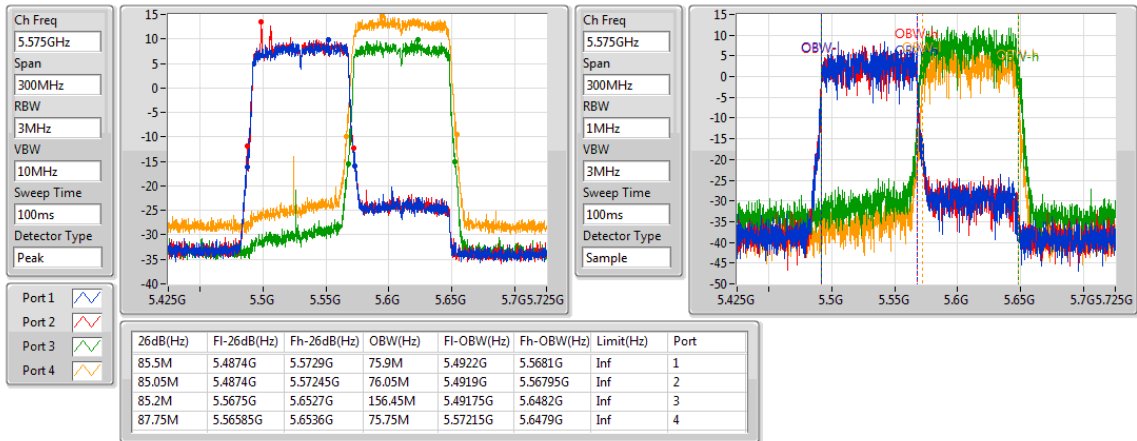 Ch Freq
5.575GHz
Span
300MHz
RBW
3MHz
VBW
10MHz
Sweep Time
100ms
Detector Type
Peak
Port 1
Port 2
Port 3
Port 4
15
10
5
0
-5
-10
-15
-20
-25
-30
-35
-40
5.425G 5.5G 5.55G 5.6G 5.65G 5.7G 5.725G
Ch Freq
5.575GHz
Span
300MHz
RBW
1MHz
VBW
3MHz
Sweep Time
100ms
Detector Type
Sample
15
10
5
0
-5
-10
-15
-20
-25
-30
-35
-40
-45
-50
OBW-l
OBW-h
OBW-h
5.425G 5.5G 5.55G 5.6G 5.65G 5.7G 5.725G
26dB(Hz) Fl-26dB(Hz) Fh-26dB(Hz) OBW(Hz) Fl-OBW(Hz) Fh-OBW(Hz) Limit(Hz) Port
85.5M 5.4874G 5.5729G 75.9M 5.4922G 5.5681G Inf 1
85.05M 5.4874G 5.57245G 76.05M 5.4919G 5.56795G Inf 2
85.2M 5.5675G 5.6527G 156.45M 5.49175G 5.6482G Inf 3
87.75M 5.56585G 5.6536G 75.75M 5.57215G 5.6479G Inf 4